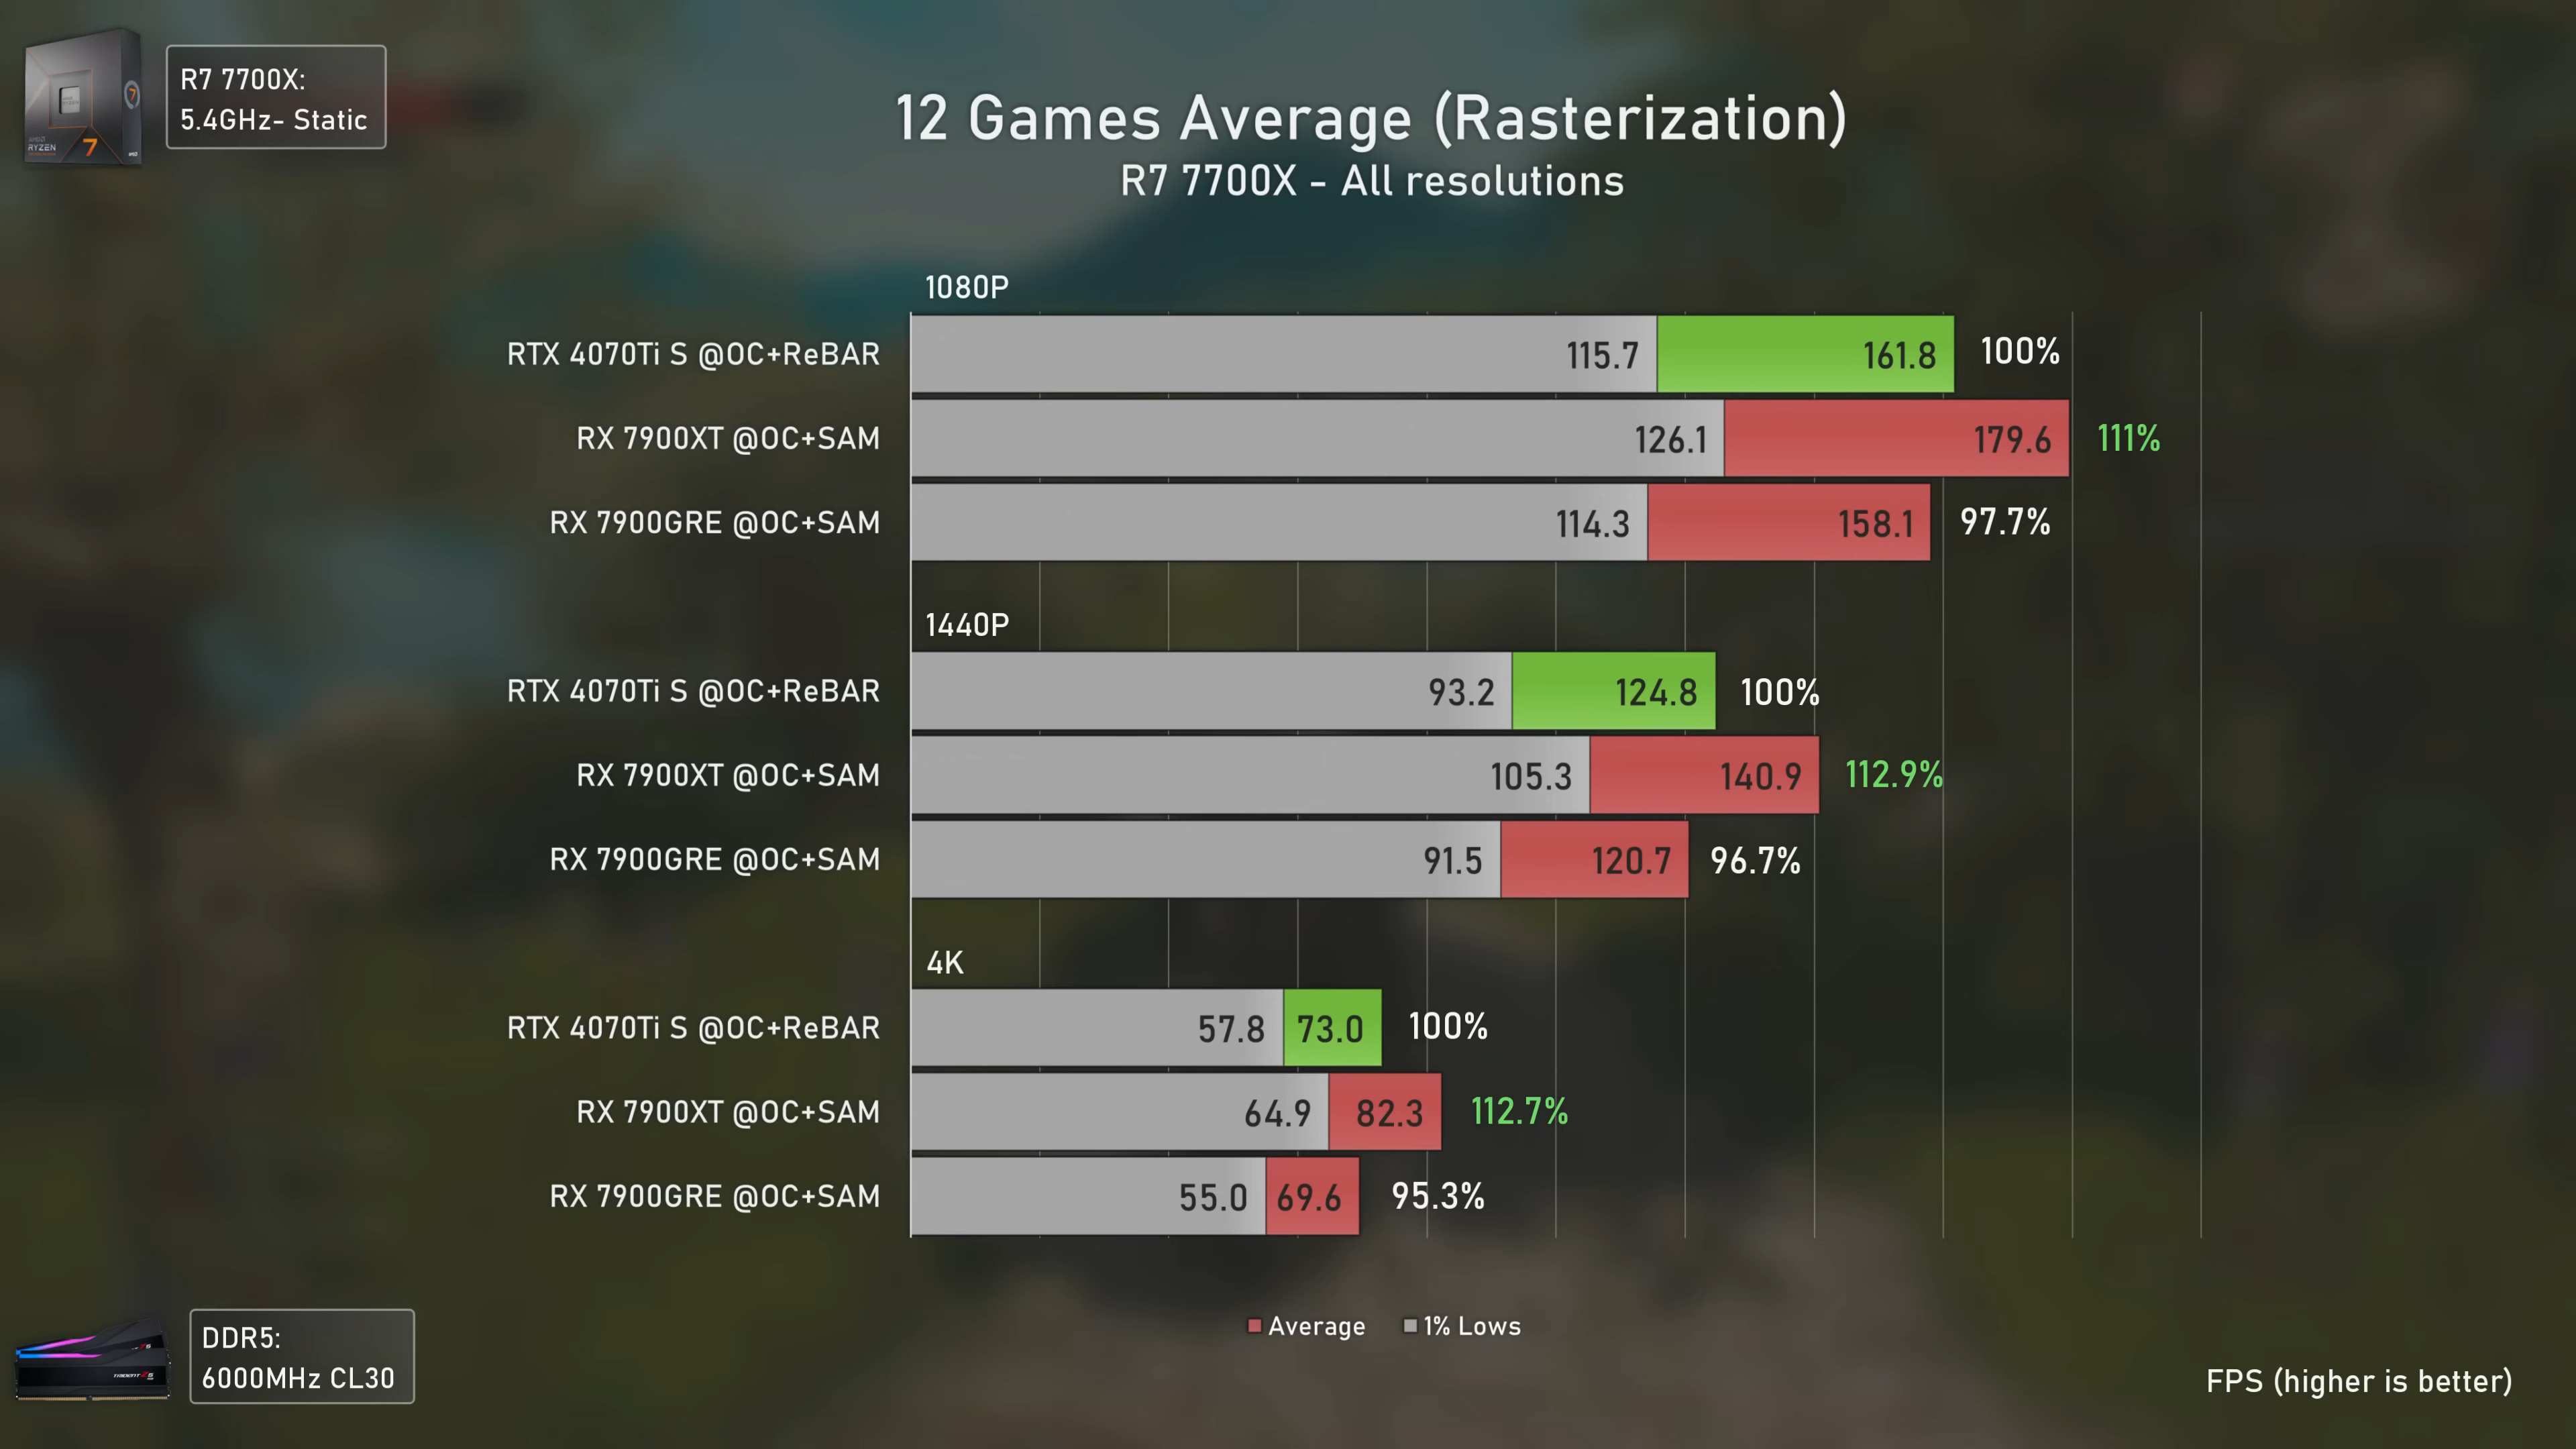 R7 7700X:
5.4GHz- Static
RYZEN
7
12 Games Average (Rasterization)
R7 7700X - All resolutions
1080P
RTX 4070Ti S @OC+ReBAR 115.7 161.8 100%
RX 7900XT @OC+SAM 126.1 179.6 111%
RX 7900GRE @OC+SAM 114.3 158.1 97.7%
1440P
RTX 4070Ti S @OC+ReBAR 93.2 124.8 100%
RX 7900XT @OC+SAM 105.3 140.9 112.9%
RX 7900GRE @OC+SAM 91.5 120.7 96.7%
4K
RTX 4070Ti S @OC+ReBAR 57.8 73.0 100%
RX 7900XT @OC+SAM 64.9 82.3 112.7%
RX 7900GRE @OC+SAM 55.0 69.6 95.3%
Average 1% Lows
DDR5:
6000MHz CL30
FPS (higher is better)